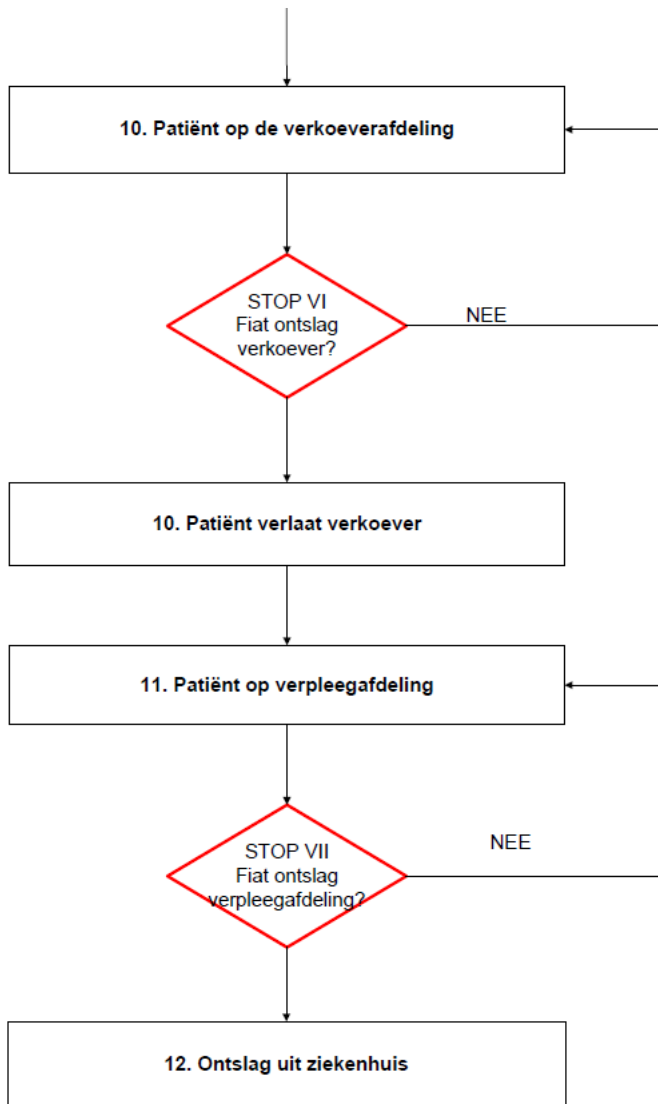 10. Patiënt op de verkoeverafdeling
STOP VI
Fiat ontslag
verkoever?
NEE
10. Patiënt verlaat verkoever
11. Patiënt op verpleegafdeling
STOP VII
Fiat ontslag
verpleegafdeling?
NEE
12. Ontslag uit ziekenhuis